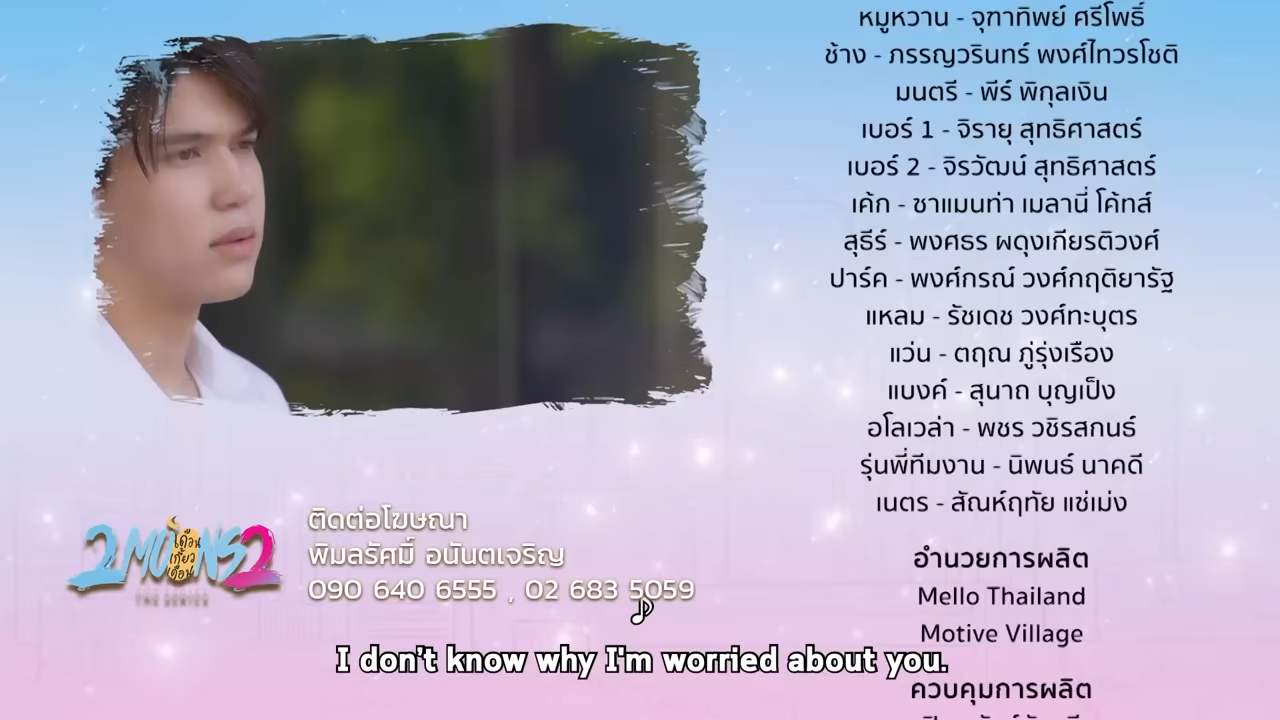 หมูหวาน - จุฑาทิพย์ ศรีโพธิ์
ช้าง - ภรรญวรินทร์ พงศ์ไทวรโชติ
มนตรี - พีร์ พิกุลเงิน
เบอร์ 1 - จิรายุ สุทธิศาสตร์
เบอร์ 2 - จิรวัฒน์ สุทธิศาสตร์
เค้ก - ซาแมนท่า เมลานี่ โค้ทส์
สุธีร์ - พงศธร ผดุงเกียรติวงศ์
ปาร์ค - พงศ์กรณ์ วงศ์กฤติยารัฐ
แหลม - รัชเดช วงศ์ทะบุตร
แว่น - ตฤณ ภู่รุ่งเรือง
แบงค์ - สุนาถ บุญเป็ง
อโลเวล่า - พชร วชิรสกนธ์
รุ่นพี่ทีมงาน - นิพนธ์ นาคดี
เนตร - สัณห์ฤทัย แซ่เม่ง
อำนวยการผลิต
Mello Thailand
Motive Village
ควบคุมการผลิต
2MOONS2
เดือน
เกี้ยว
เดือน
THE SERIES
ติดต่อโฆษณา
พิมลรัศมิ์ อนันตเจริญ
090 640 6555 , 02 683 5059
♪
I don't know why I'm worried about you.